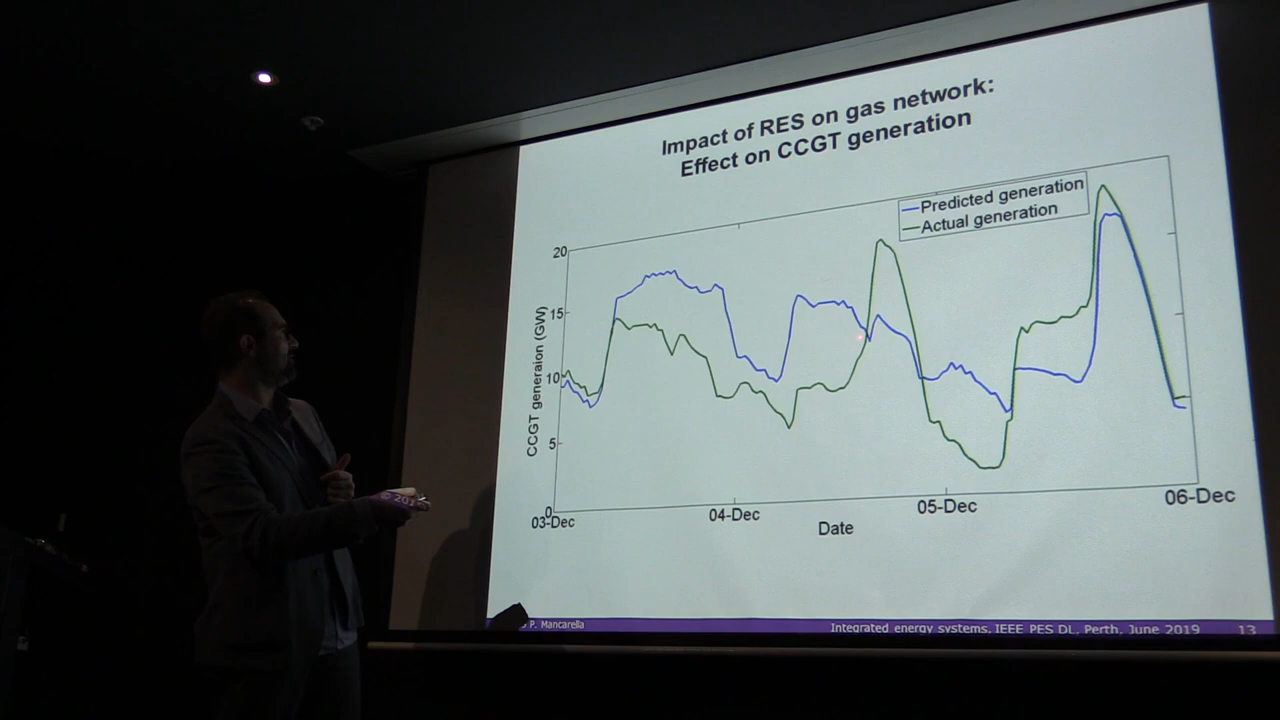 Impact of RES on gas network:
Effect on CCGT generation
Predicted generation
Actual generation
20
15
10
5
0
CCGT generaion (GW)
03-Dec
04-Dec
05-Dec
06-Dec
Date
P. Mancarella
Integrated energy systems, IEEE PES DL, Perth, June 2019
13
© 201